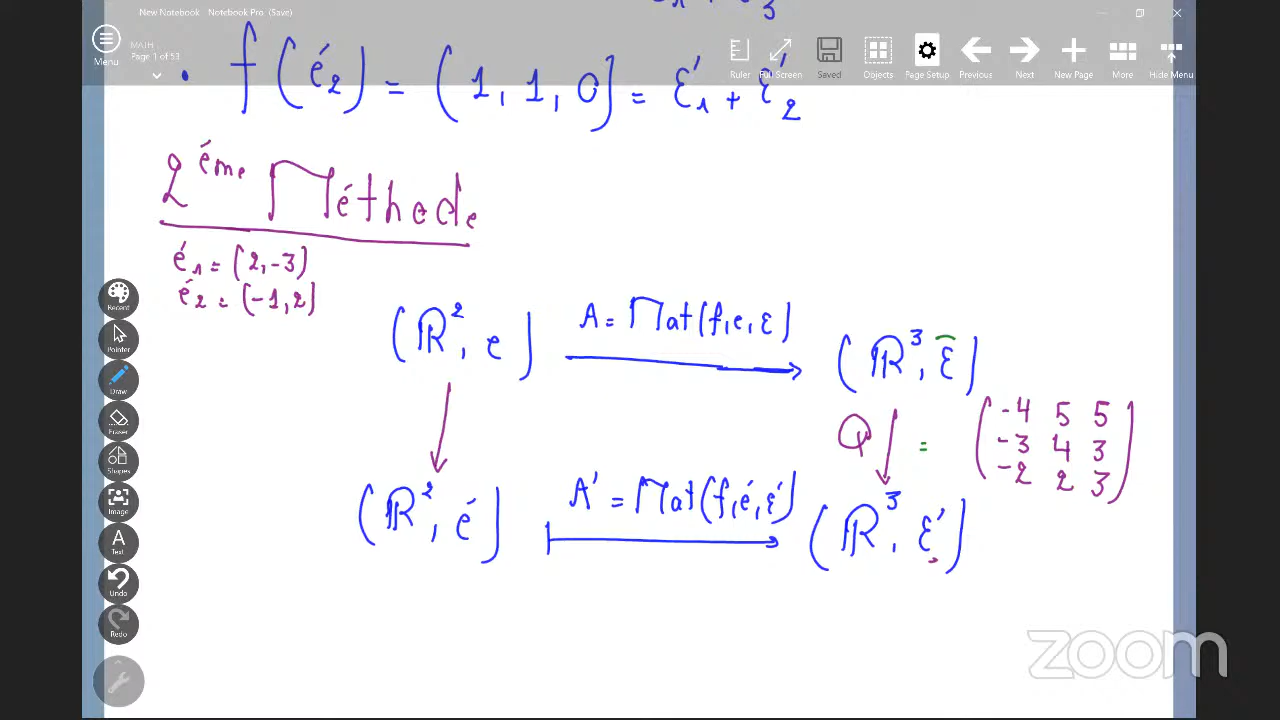 New Notebook - Notebook Pro (Save)
MATH
Page 1 of 53
Menu
Ruler
Full Screen
Saved
Objects
Page Setup
Previous
Next
New Page
More
Hide Menu
• f(é₂) = (1, 1, 0) = ε'₁ + ε'₂
2ème Méthode
é₁ = (2, -3)
é₂ = (-1, 2)
(ℝ², e) A = Mat(f, e, ε) (ℝ³, ε)
Q = (-4 5 5
-3 4 3
-2 2 3)
(ℝ², é) A' = Mat(f, é, ε') (ℝ³, ε')
Recent
Pointer
Draw
Eraser
Shapes
Image
Text
Undo
Redo
zoom